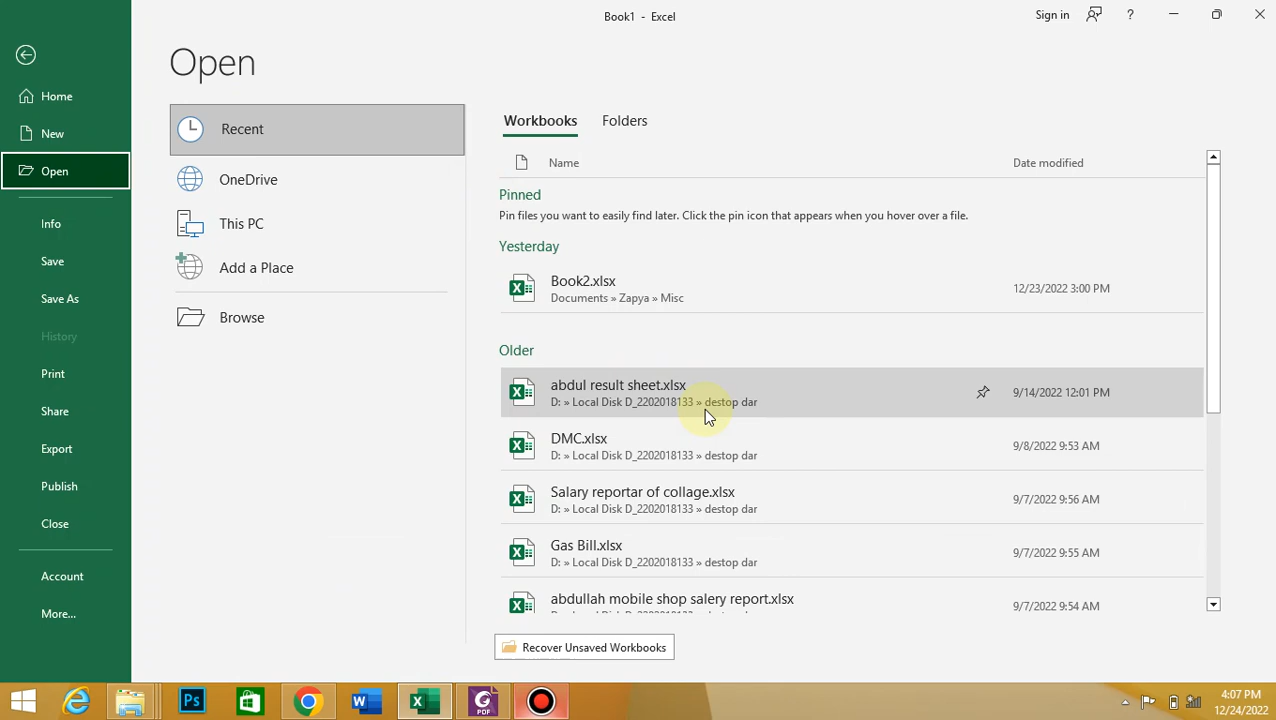 Book1 - Excel
Sign in
?
Open
Home
New
Open
Info
Save
Save As
History
Print
Share
Export
Publish
Close
Account
More...
Recent
OneDrive
This PC
Add a Place
Browse
Workbooks Folders
Name Date modified
Pinned
Pin files you want to easily find later. Click the pin icon that appears when you hover over a file.
Yesterday
Book2.xlsx
Documents » Zapya » Misc
12/23/2022 3:00 PM
Older
abdul result sheet.xlsx
D: » Local Disk D_2202018133 » destop dar
9/14/2022 12:01 PM
DMC.xlsx
D: » Local Disk D_2202018133 » destop dar
9/8/2022 9:53 AM
Salary reportar of collage.xlsx
D: » Local Disk D_2202018133 » destop dar
9/7/2022 9:56 AM
Gas Bill.xlsx
D: » Local Disk D_2202018133 » destop dar
9/7/2022 9:55 AM
abdullah mobile shop salery report.xlsx
9/7/2022 9:54 AM
Recover Unsaved Workbooks
Ps
PDF
4:07 PM
12/24/2022